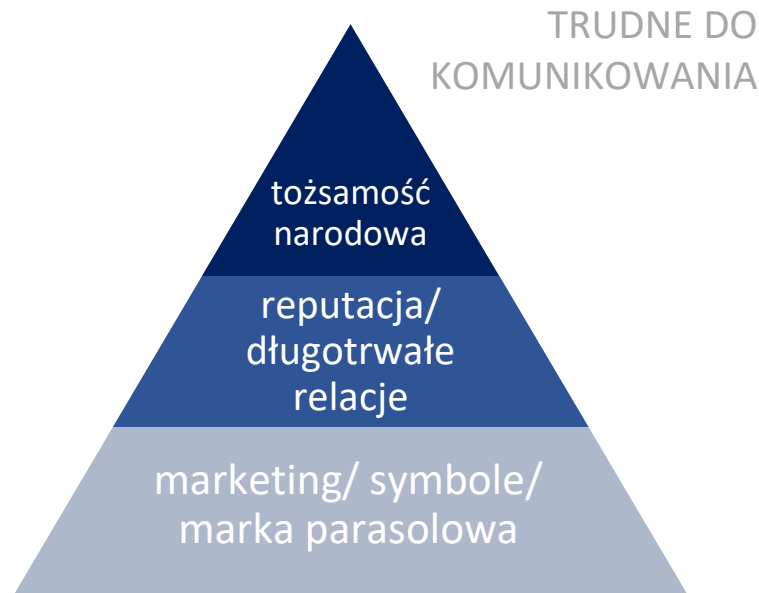 TRUDNE DO
KOMUNIKOWANIA
tożsamość
narodowa
reputacja/
długotrwałe
relacje
marketing/ symbole/
marka parasolowa